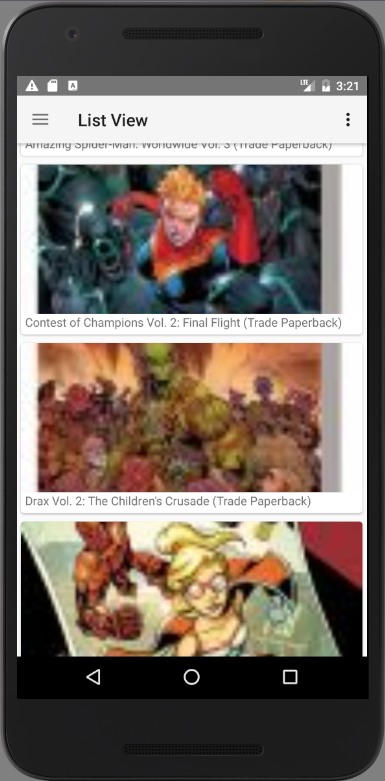 LTE 3:21
List View
Amazing Spider-Man: Worldwide Vol. 3 (Trade Paperback)
Contest of Champions Vol. 2: Final Flight (Trade Paperback)
Drax Vol. 2: The Children's Crusade (Trade Paperback)